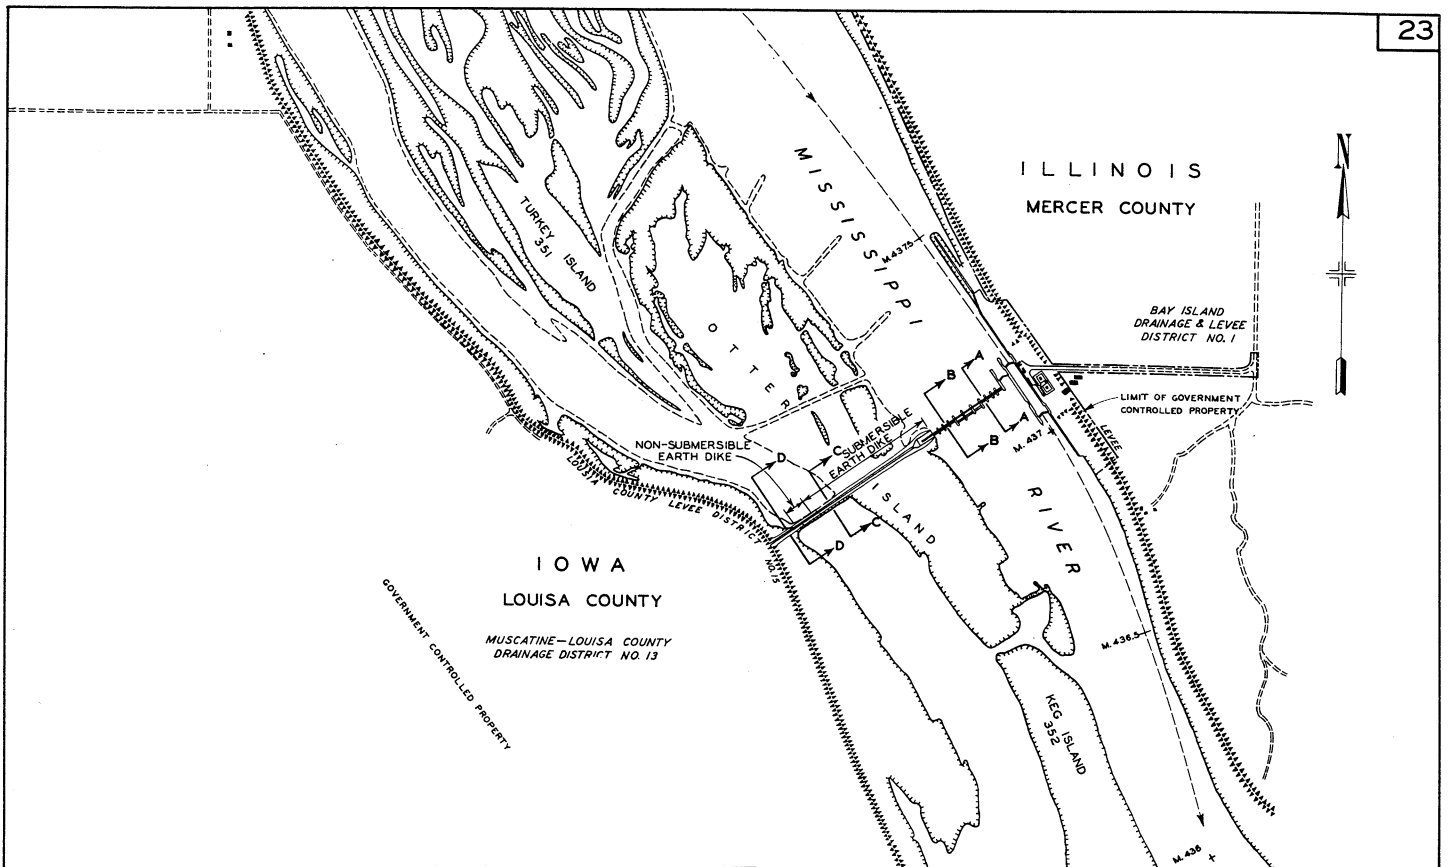 23
N
ILLINOIS
MERCER COUNTY
MISSISSIPPI
RIVER
TURKEY ISLAND
351
M.437.5
BAY ISLAND
DRAINAGE & LEVEE
DISTRICT NO. 1
OTTER
ISLAND
A
B
LIMIT OF GOVERNMENT
CONTROLLED PROPERTY
LEVEE
A
B
M. 437
SUBMERSIBLE
EARTH DIKE
NON-SUBMERSIBLE
EARTH DIKE
C
D
C
D
LOUSIA COUNTY LEVEE DISTRICT NO. 15
IOWA
LOUISA COUNTY
MUSCATINE-LOUISA COUNTY
DRAINAGE DISTRICT NO. 13
GOVERNMENT CONTROLLED PROPERTY
M. 436.5
KEG ISLAND
352
M. 436